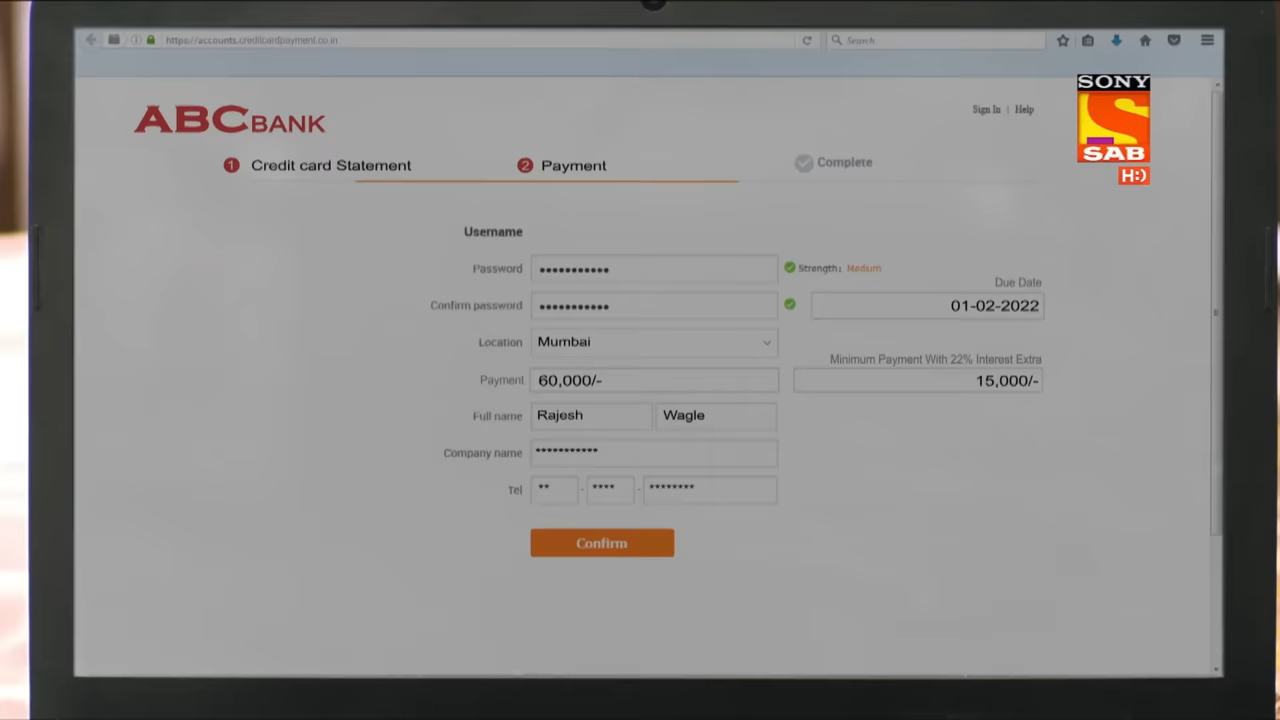 https://accounts.creditcardpayment.co.in
Search
SONY
SAB
HD
ABC BANK
Sign In | Help
1 Credit card Statement
2 Payment
Complete
Username
Password •••••••••••
Strength: Medium
Due Date
Confirm password •••••••••••
01-02-2022
Location Mumbai
Minimum Payment With 22% Interest Extra
Payment 60,000/-
15,000/-
Full name Rajesh Wagle
Company name ***********
Tel ** - **** - ********
Confirm